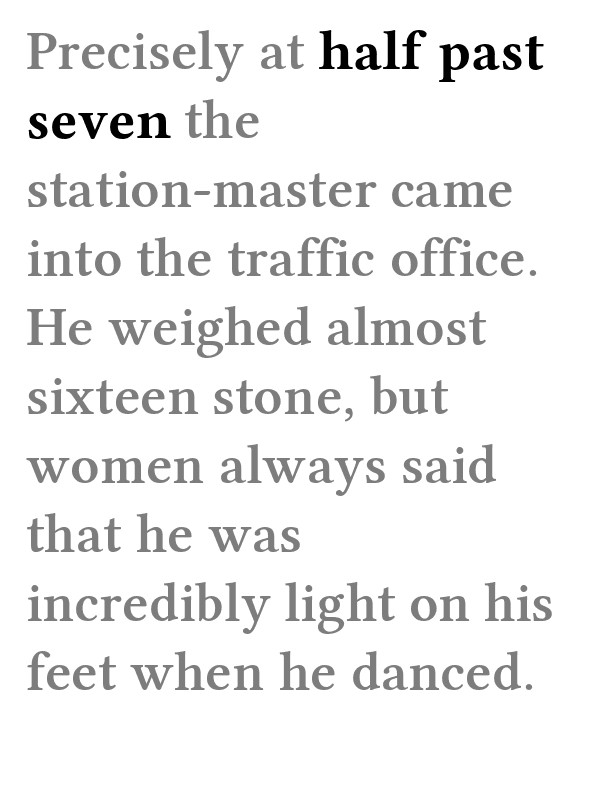 Precisely at half past
seven the
station-master came
into the traffic office.
He weighed almost
sixteen stone, but
women always said
that he was
incredibly light on his
feet when he danced.